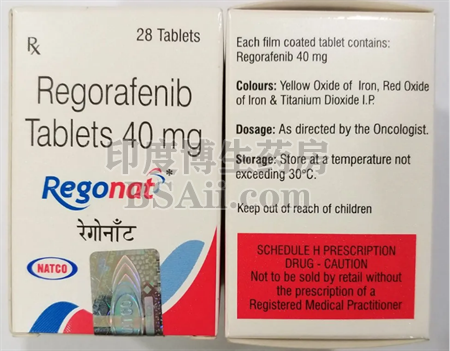 Rx
28 Tablets
Regorafenib
Tablets 40 mg
Regonat*
रेगोनॉट
NATCO
Each film coated tablet contains:
Regorafenib 40 mg
Colours: Yellow Oxide of Iron, Red Oxide
of Iron & Titanium Dioxide I.P.
Dosage: As directed by the Oncologist.
Storage: Store at a temperature not
exceeding 30°C.
Keep out of reach of children
SCHEDULE H PRESCRIPTION
DRUG - CAUTION
Not to be sold by retail without
the prescription of a
Registered Medical Practitioner
印度博生药房
BSAii.com